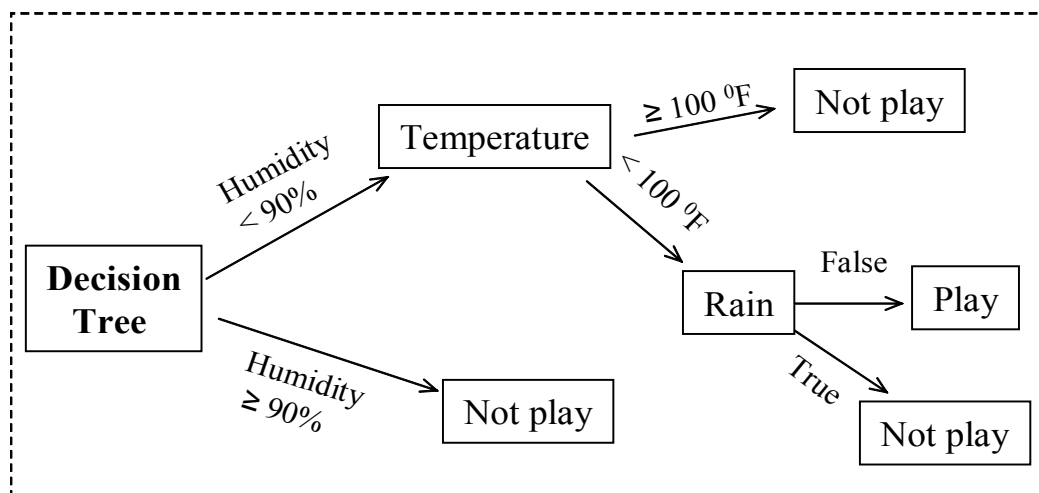 Decision
Tree
Humidity
< 90%
Temperature
≥ 100 ⁰F
Not play
< 100 ⁰F
Rain
False
Play
True
Not play
Humidity
≥ 90%
Not play